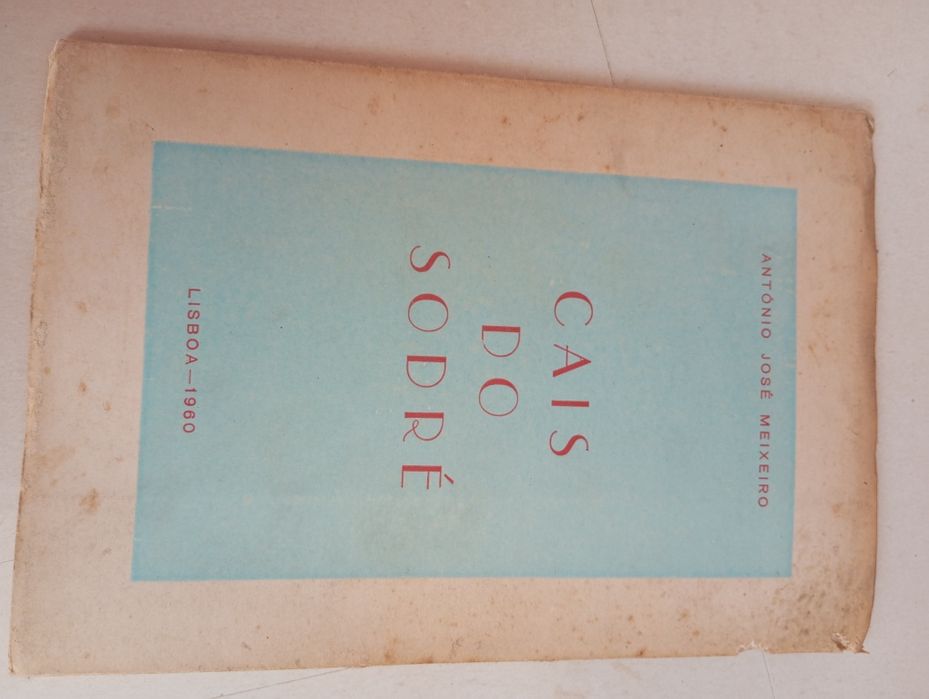 ANTÓNIO JOSÉ MEIXEIRO
CAIS
DO
SODRÉ
LISBOA—1960